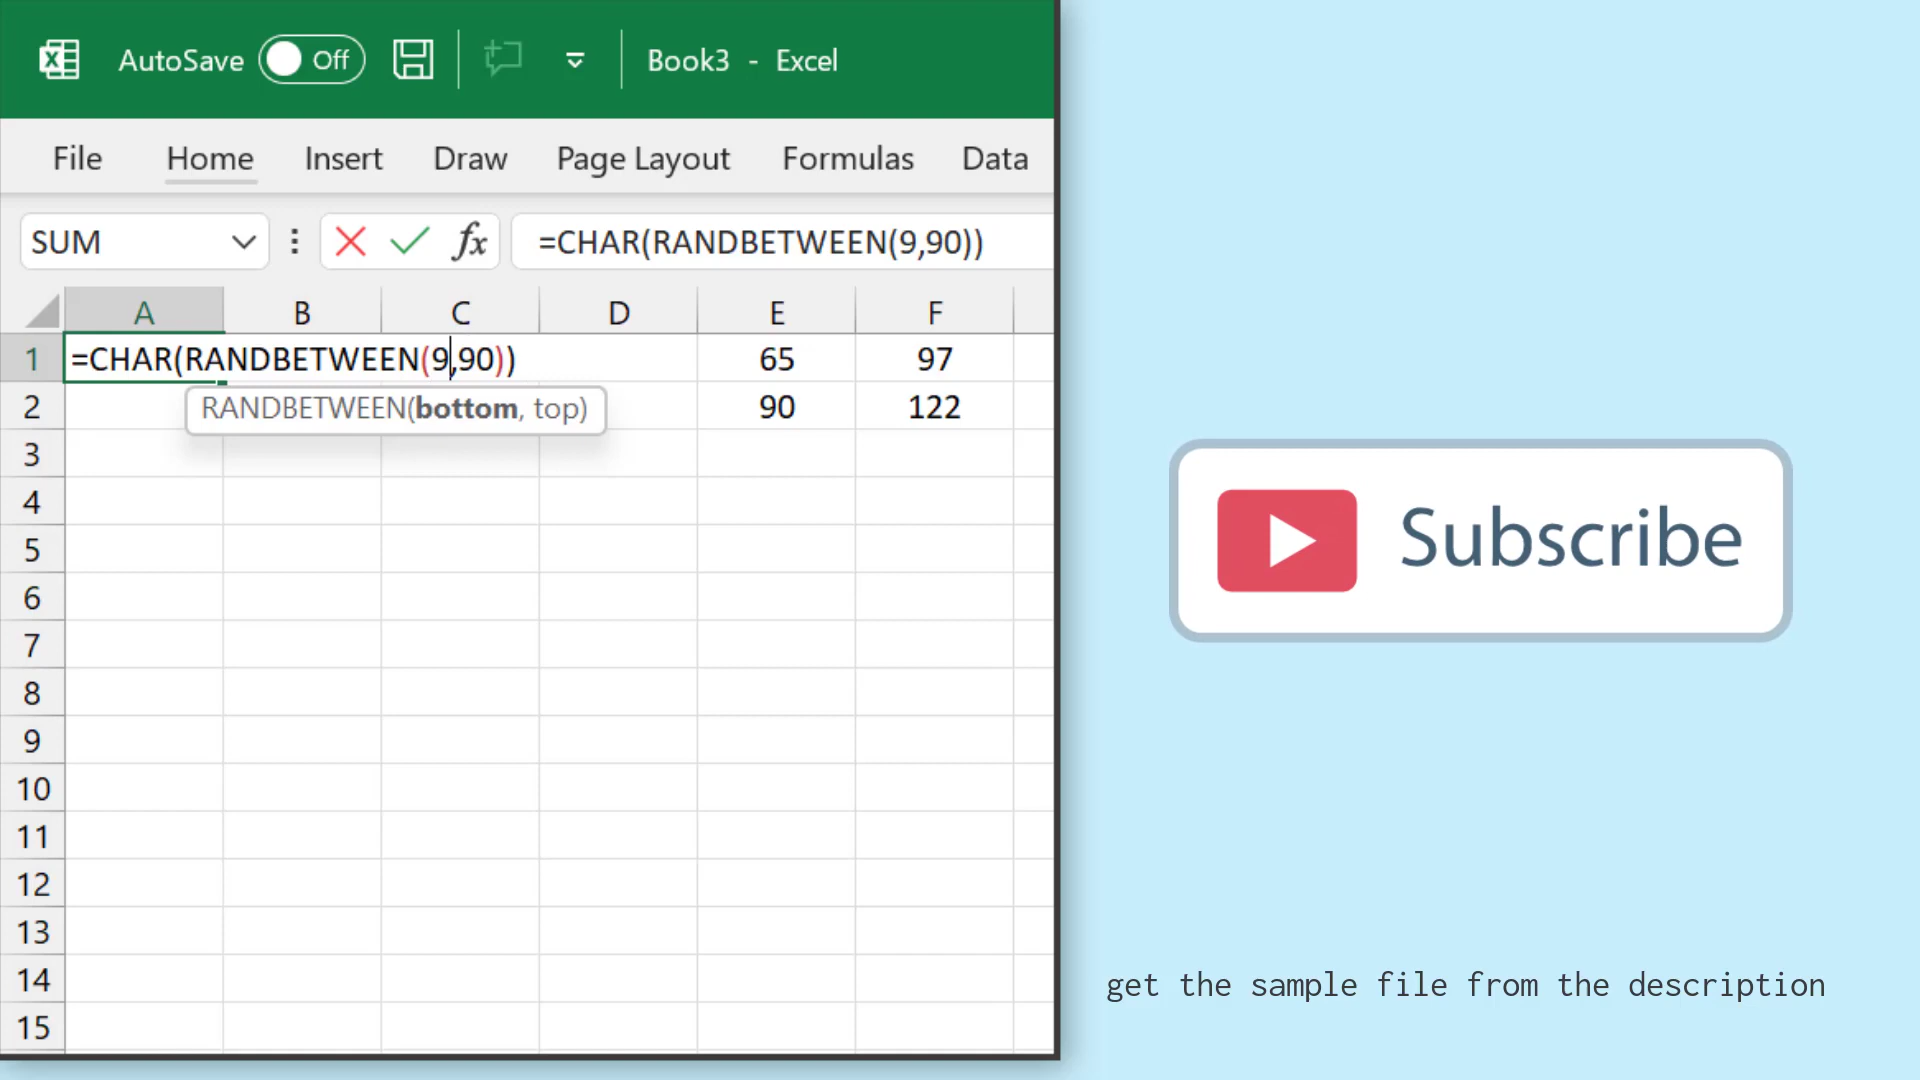 AutoSave Off Book3 - Excel
File Home Insert Draw Page Layout Formulas Data
SUM fx =CHAR(RANDBETWEEN(9,90))
A B C D E F
1 =CHAR(RANDBETWEEN(9,90)) 65 97
2 RANDBETWEEN(bottom, top) 90 122
3
4
5
6
7
8
9
10
11
12
13
14
15
Subscribe
get the sample file from the description